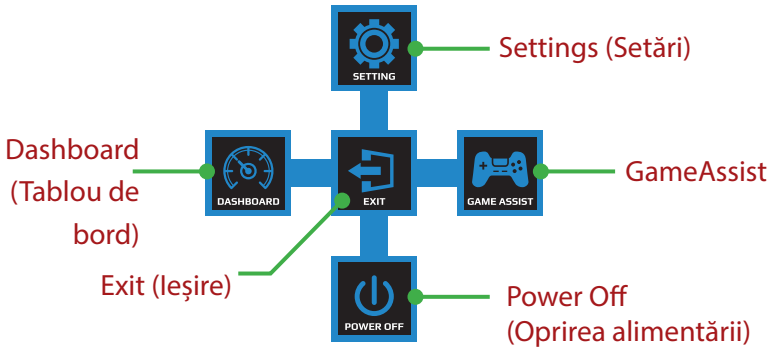 SETTING
Settings (Setări)
Dashboard
(Tablou de
bord)
DASHBOARD
EXIT
GAME ASSIST
GameAssist
Exit (Ieșire)
POWER OFF
Power Off
(Oprirea alimentării)